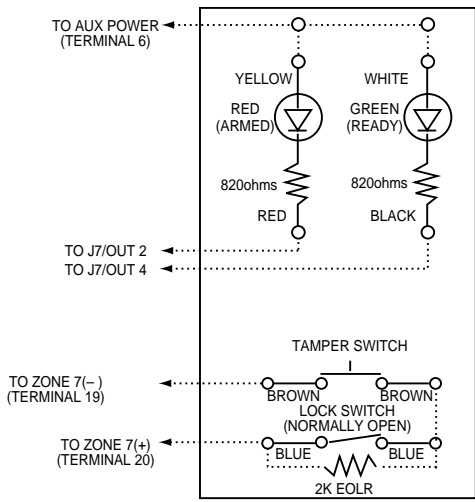 TO AUX POWER
(TERMINAL 6)
YELLOW
WHITE
RED
(ARMED)
GREEN
(READY)
820ohms
820ohms
RED
BLACK
TO J7/OUT 2
TO J7/OUT 4
TAMPER SWITCH
TO ZONE 7(– )
(TERMINAL 19)
BROWN
BROWN
LOCK SWITCH
(NORMALLY OPEN)
TO ZONE 7(+)
(TERMINAL 20)
BLUE
BLUE
2K EOLR